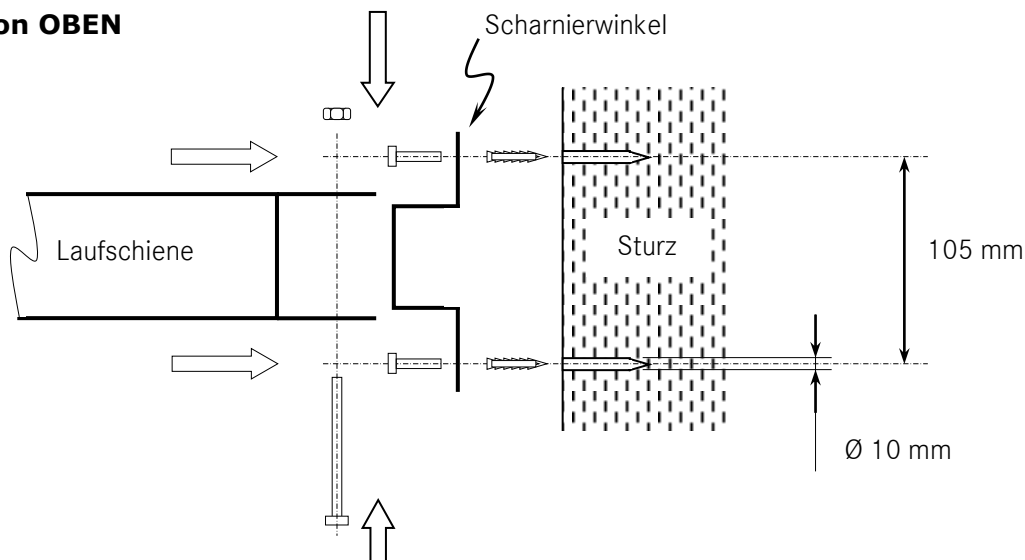 on OBEN
Scharnierwinkel
Laufschiene
Sturz
105 mm
Ø 10 mm